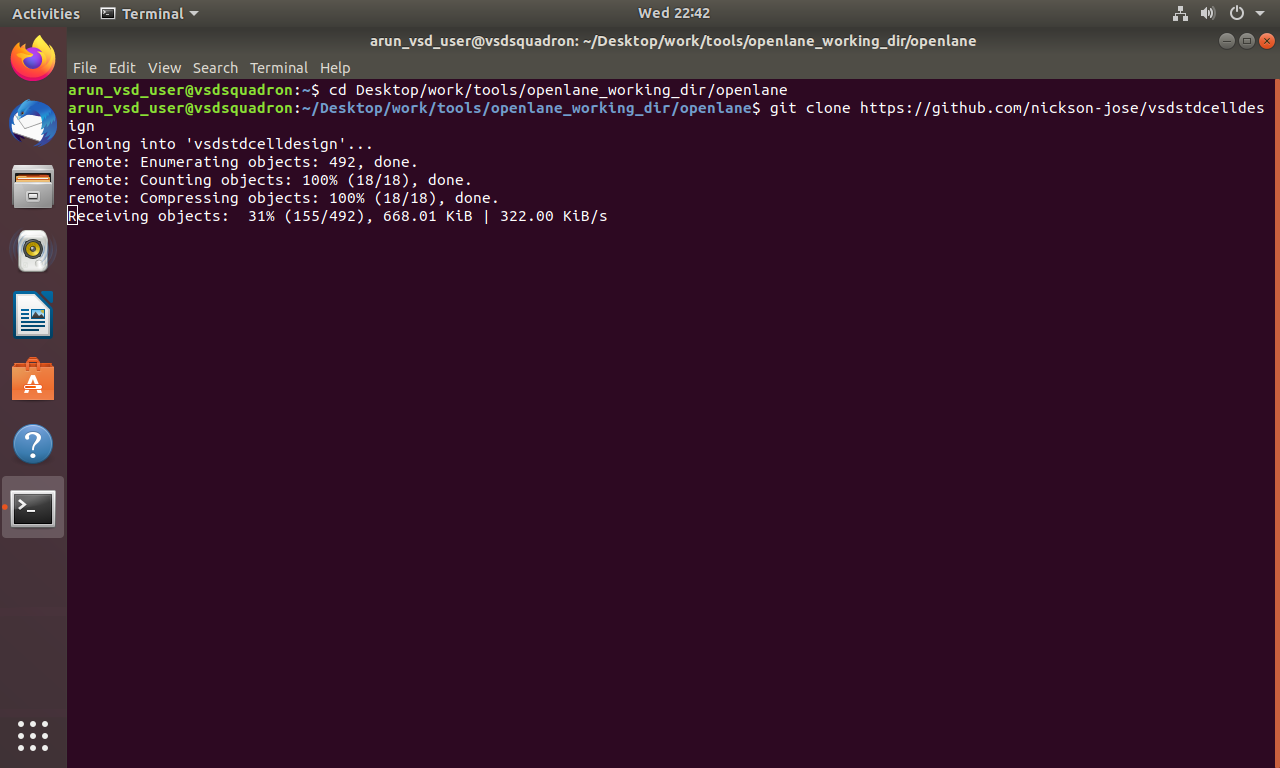 Activities
Terminal
Wed 22:42
arun_vsd_user@vsdsquadron: ~/Desktop/work/tools/openlane_working_dir/openlane
File Edit View Search Terminal Help
arun_vsd_user@vsdsquadron:~$ cd Desktop/work/tools/openlane_working_dir/openlane
arun_vsd_user@vsdsquadron:~/Desktop/work/tools/openlane_working_dir/openlane$ git clone https://github.com/nickson-jose/vsdstdcelldes
ign
Cloning into 'vsdstdcelldesign'...
remote: Enumerating objects: 492, done.
remote: Counting objects: 100% (18/18), done.
remote: Compressing objects: 100% (18/18), done.
Receiving objects:  31% (155/492), 668.01 KiB | 322.00 KiB/s